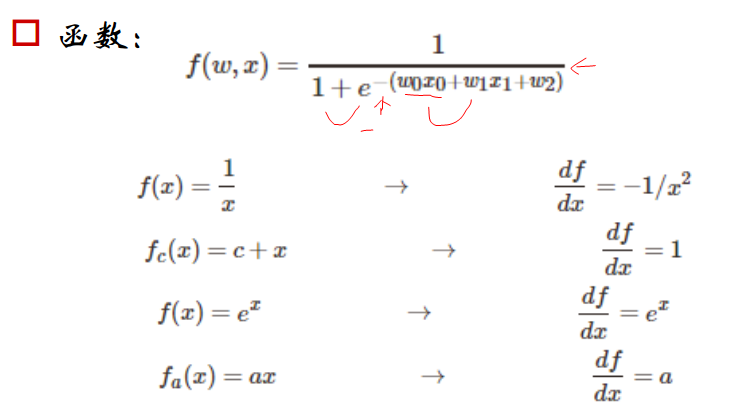 函数:
f(w, x) = 1 / (1 + e^{-(w_0x_0+w_1x_1+w_2)})
f(x) = 1/x → df/dx = -1/x^2
f_c(x) = c + x → df/dx = 1
f(x) = e^x → df/dx = e^x
f_a(x) = ax → df/dx = a